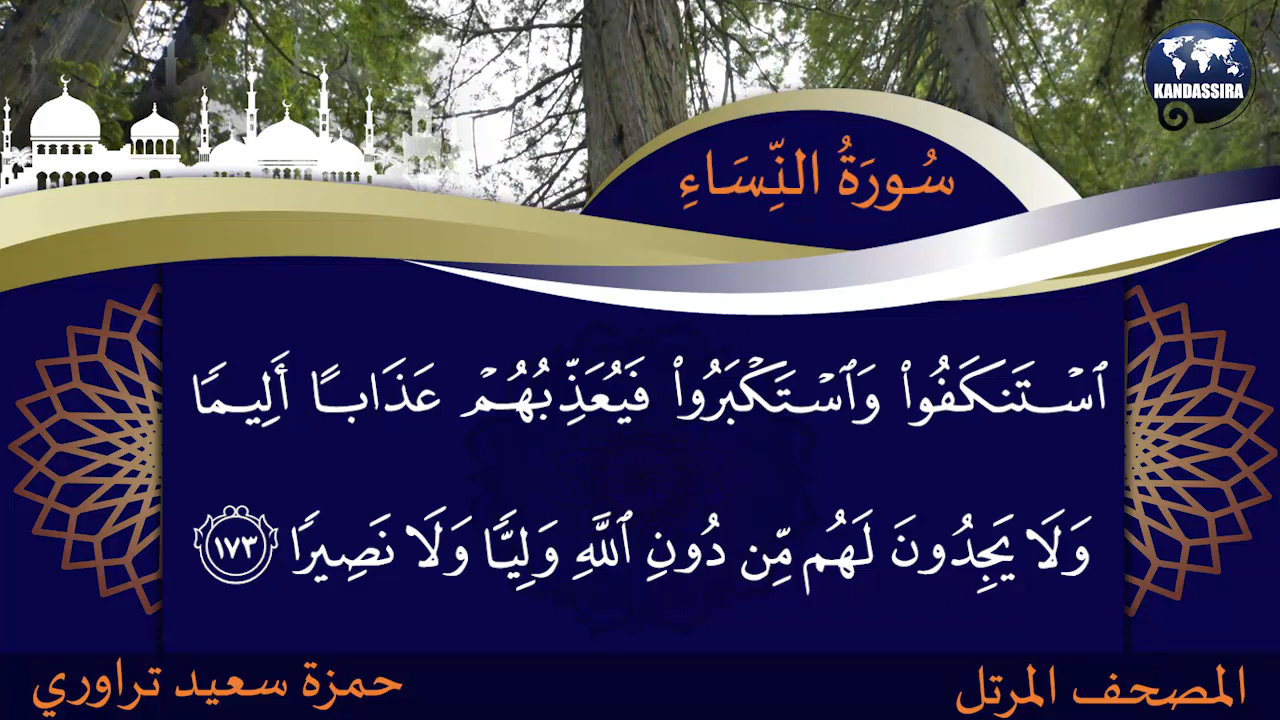 KANDASSIRA
سُورَةُ النِّسَاءِ
ٱسۡتَنكَفُواْ وَٱسۡتَكۡبَرُواْ فَيُعَذِّبُهُمۡ عَذَابًا أَلِيمًا
وَلَا يَجِدُونَ لَهُم مِّن دُونِ ٱللَّهِ وَلِيًّا وَلَا نَصِيرًا ١٧٣
المصحف المرتل
حمزة سعيد تراوري